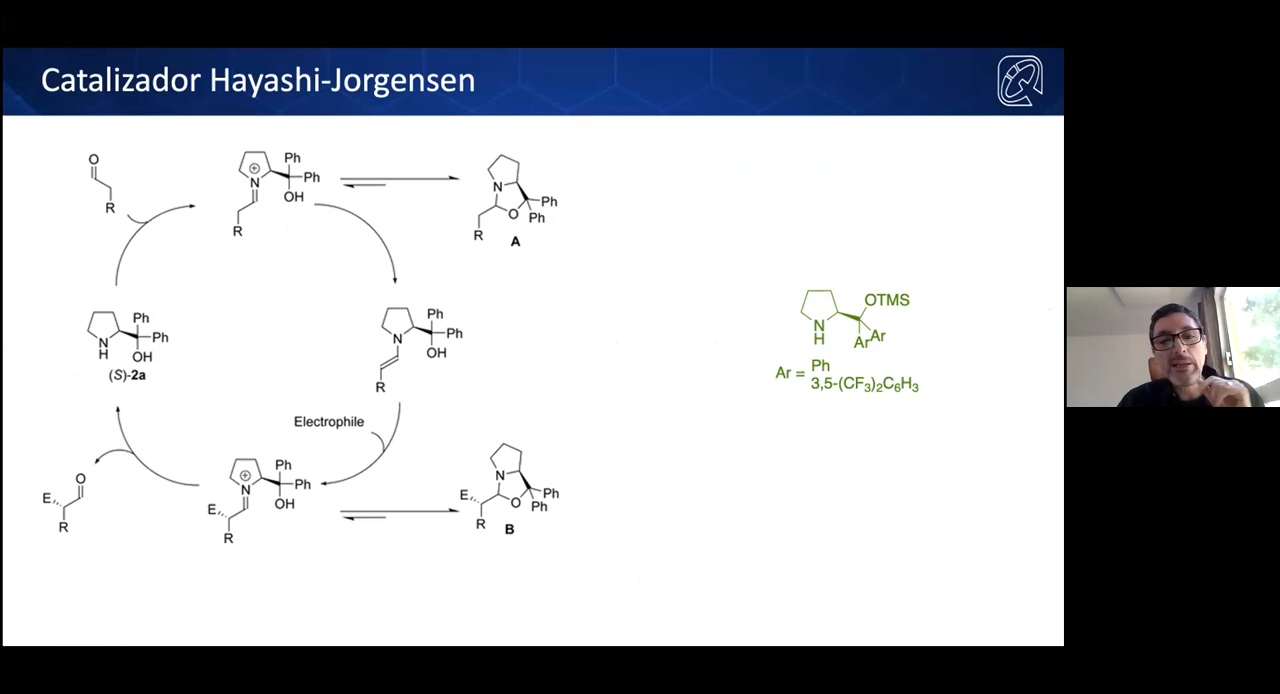 Catalizador Hayashi-Jorgensen
O
R
N
Ph
Ph
OH
R
N
Ph
O
Ph
R
A
Ph
Ph
N
H
OH
(S)-2a
Ph
N
Ph
OH
R
OTMS
N
H
Ar
Ar
Ar = Ph
3,5-(CF3)2C6H3
Electrophile
O
E
R
Ph
N
Ph
E
OH
R
N
E
O
Ph
Ph
R
B